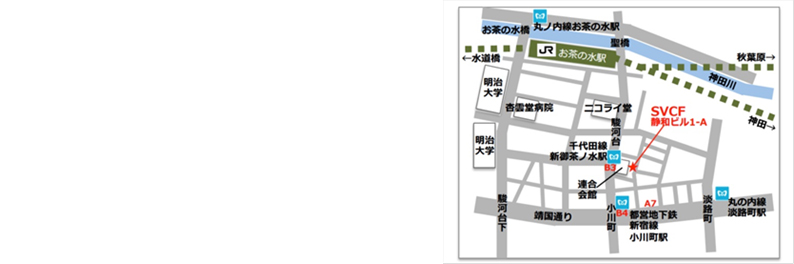 丸ノ内線お茶の水駅
お茶の水橋
聖橋
JR お茶の水駅
秋葉原→
←水道橋
神田川
明治
大学
杏雲堂病院
ニコライ堂
SVCF
静和ビル1-A
神田→
駿河台
明治
大学
千代田線
新御茶ノ水駅
B3
連合
会館
駿河台下
靖国通り
小川町
B4
A7
都営地下鉄
新宿線
小川町駅
淡路町
丸の内線
淡路町駅